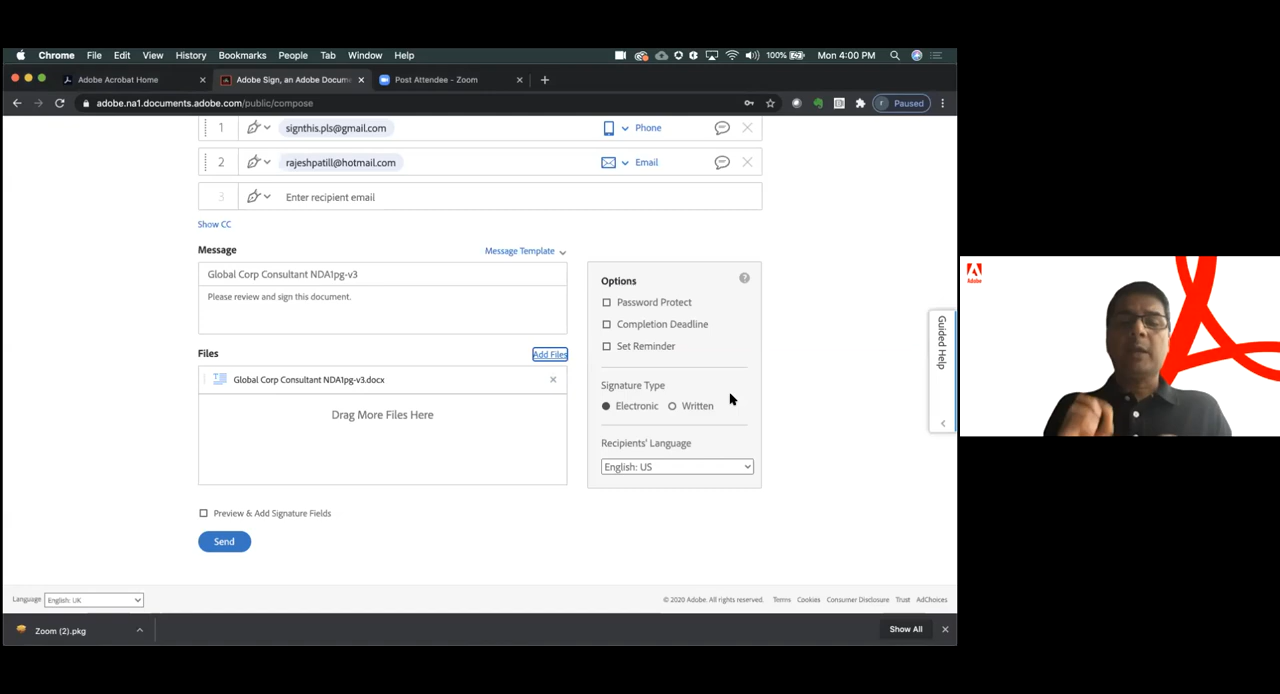 Chrome File Edit View History Bookmarks People Tab Window Help 100% Mon 4:00 PM
Adobe Acrobat Home Adobe Sign, an Adobe Docum Post Attendee - Zoom
adobe.na1.documents.adobe.com/public/compose Paused
1 signthis.pls@gmail.com Phone
2 rajeshpatill@hotmail.com Email
3 Enter recipient email
Show CC
Message Message Template
Global Corp Consultant NDA1pg-v3
Please review and sign this document.
Files Add Files
Global Corp Consultant NDA1pg-v3.docx
Drag More Files Here
Options
Password Protect
Completion Deadline
Set Reminder
Signature Type
Electronic Written
Recipients' Language
English: US
Guided Help
Preview & Add Signature Fields
Send
Language English: UK © 2020 Adobe. All rights reserved. Terms Cookies Consumer Disclosure Trust AdChoices
Zoom (2).pkg Show All
Adobe